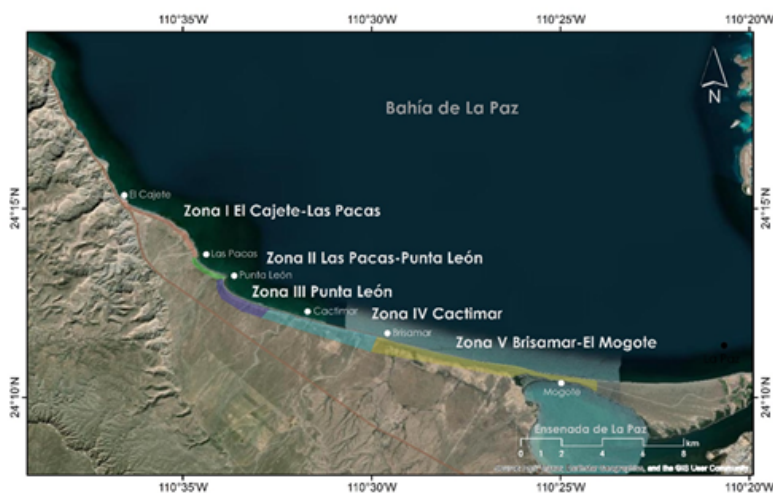 110°35'W 110°30'W 110°25'W 110°20'W
N
Bahía de La Paz
El Cajete
24°15'N 24°15'N
Zona I El Cajete-Las Pacas
Las Pacas
Zona II Las Pacas-Punta León
Punta León
Zona III Punta León
Cactimar
Zona IV Cactimar
Brisamar
Zona V Brisamar-El Mogote
La Paz
Mogote
24°10'N 24°10'N
Ensenada de La Paz
0 1 2 4 6 8 km
and the GIS User Community
110°35'W 110°30'W 110°25'W 110°20'W